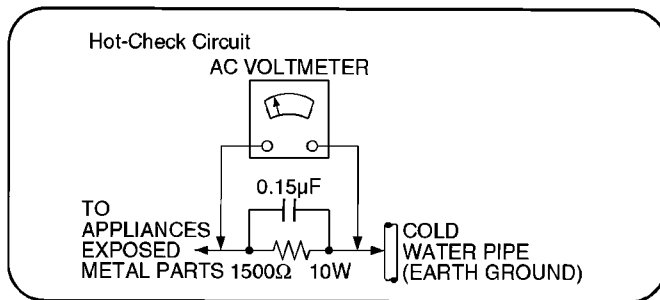 Hot-Check Circuit
AC VOLTMETER
0.15µF
TO
APPLIANCES
EXPOSED
METAL PARTS
1500Ω 10W
COLD
WATER PIPE
(EARTH GROUND)